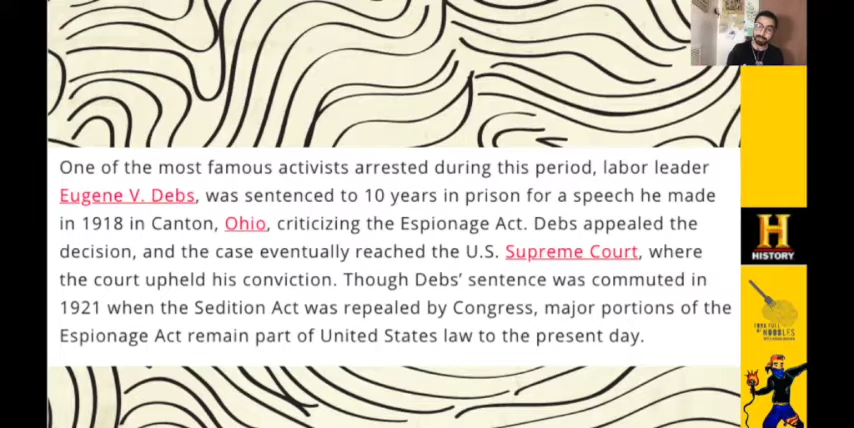 One of the most famous activists arrested during this period, labor leader
Eugene V. Debs, was sentenced to 10 years in prison for a speech he made
in 1918 in Canton, Ohio, criticizing the Espionage Act. Debs appealed the
decision, and the case eventually reached the U.S. Supreme Court, where
the court upheld his conviction. Though Debs’ sentence was commuted in
1921 when the Sedition Act was repealed by Congress, major portions of the
Espionage Act remain part of United States law to the present day.
H
HISTORY
FORK FULL
OF NOODLES